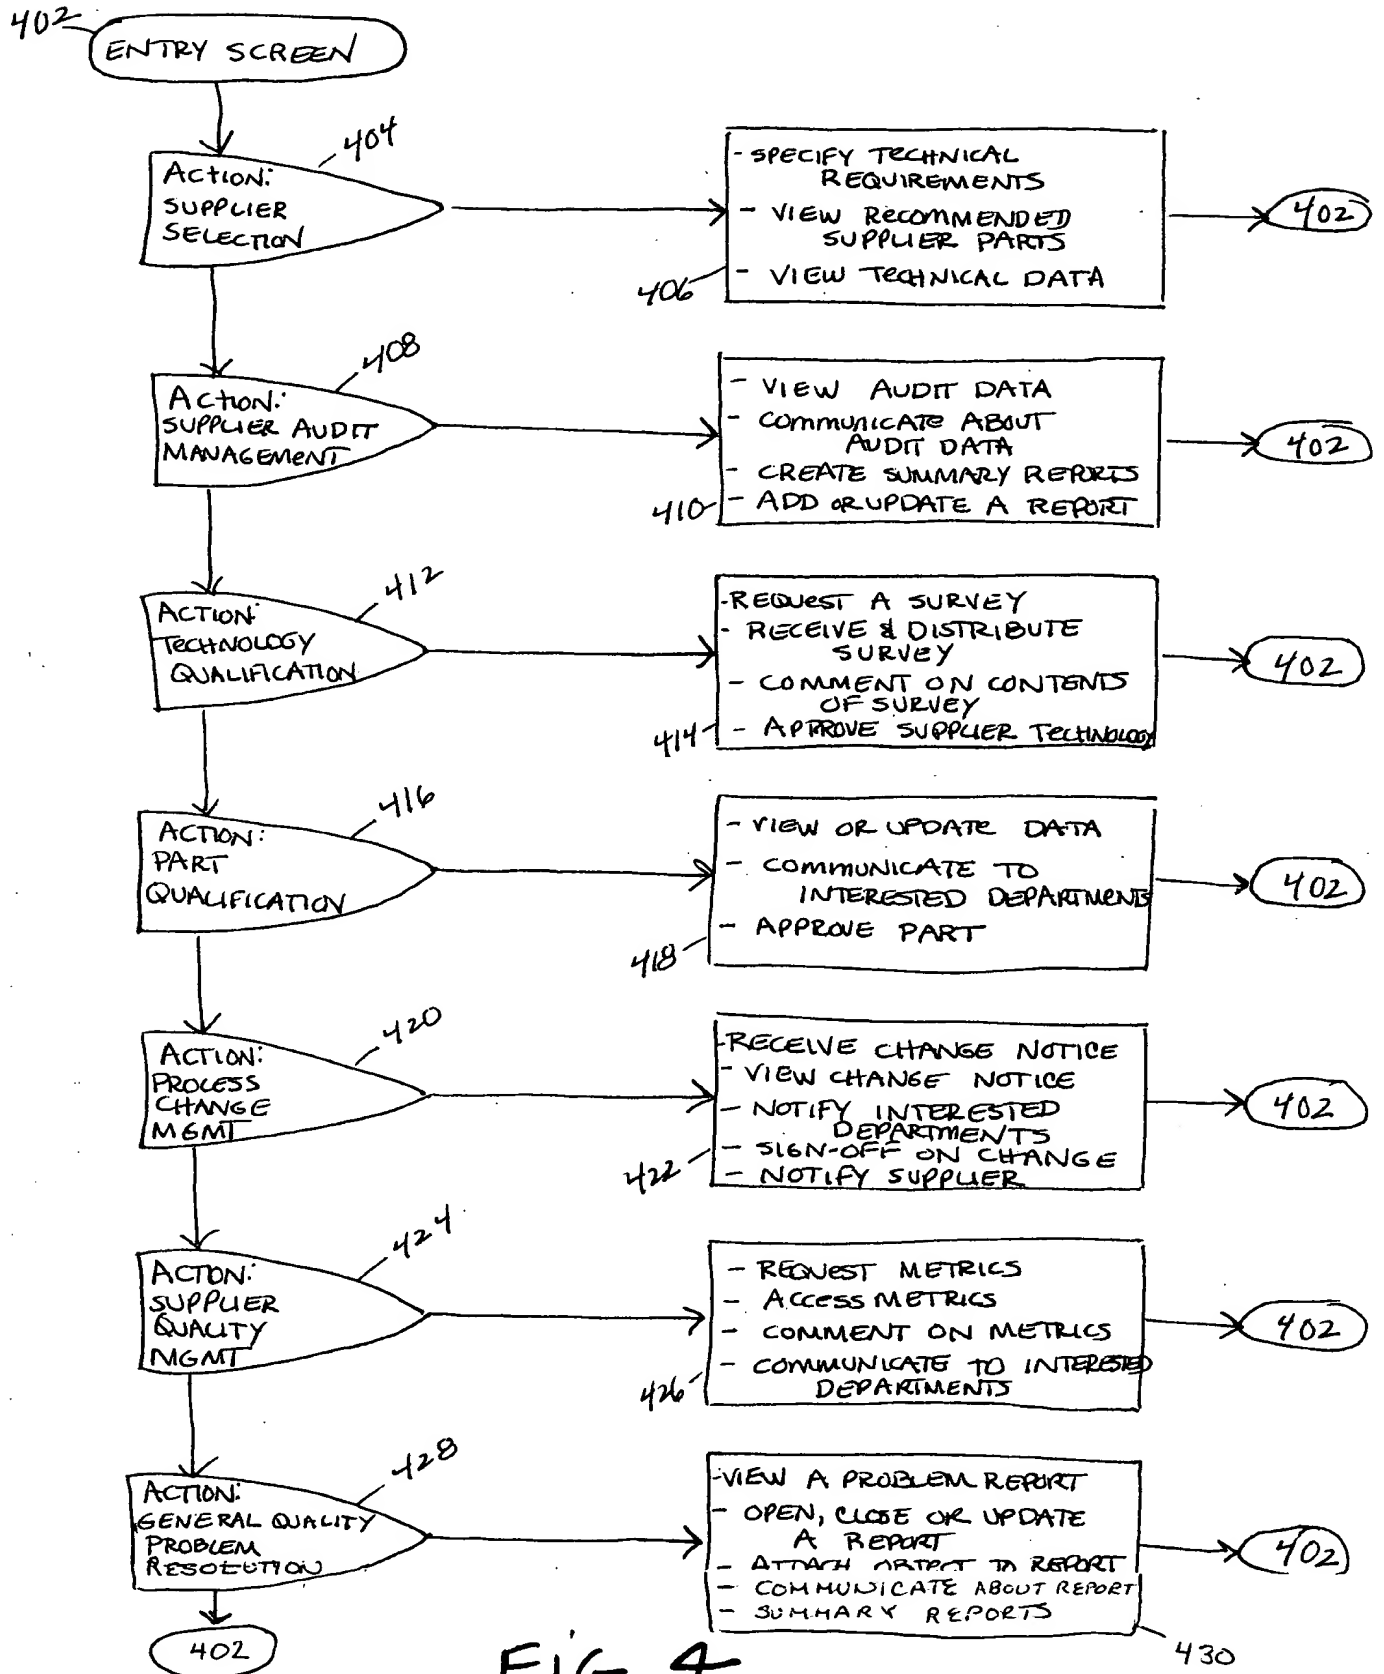 402
ENTRY SCREEN
404
ACTION:
SUPPLIER
SELECTION
- SPECIFY TECHNICAL
REQUIREMENTS
- VIEW RECOMMENDED
SUPPLIER PARTS
- VIEW TECHNICAL DATA
406
402
408
ACTION:
SUPPLIER AUDIT
MANAGEMENT
- VIEW AUDIT DATA
- COMMUNICATE ABOUT
AUDIT DATA
- CREATE SUMMARY REPORTS
- ADD OR UPDATE A REPORT
410
402
412
ACTION:
TECHNOLOGY
QUALIFICATION
- REQUEST A SURVEY
- RECEIVE & DISTRIBUTE
SURVEY
- COMMENT ON CONTENTS
OF SURVEY
- APPROVE SUPPLIER TECHNOLOGY
414
402
416
ACTION:
PART
QUALIFICATION
- VIEW OR UPDATE DATA
- COMMUNICATE TO
INTERESTED DEPARTMENTS
- APPROVE PART
418
402
420
ACTION:
PROCESS
CHANGE
MGMT
- RECEIVE CHANGE NOTICE
- VIEW CHANGE NOTICE
- NOTIFY INTERESTED
DEPARTMENTS
- SIGN-OFF ON CHANGE
- NOTIFY SUPPLIER
422
402
424
ACTION:
SUPPLIER
QUALITY
MGMT
- REQUEST METRICS
- ACCESS METRICS
- COMMENT ON METRICS
- COMMUNICATE TO INTERESTED
DEPARTMENTS
426
402
428
ACTION:
GENERAL QUALITY
PROBLEM
RESOLUTION
- VIEW A PROBLEM REPORT
- OPEN, CLOSE OR UPDATE
A REPORT
- ATTACH OBJECT TO REPORT
- COMMUNICATE ABOUT REPORT
- SUMMARY REPORTS
430
402
402
FIG 4